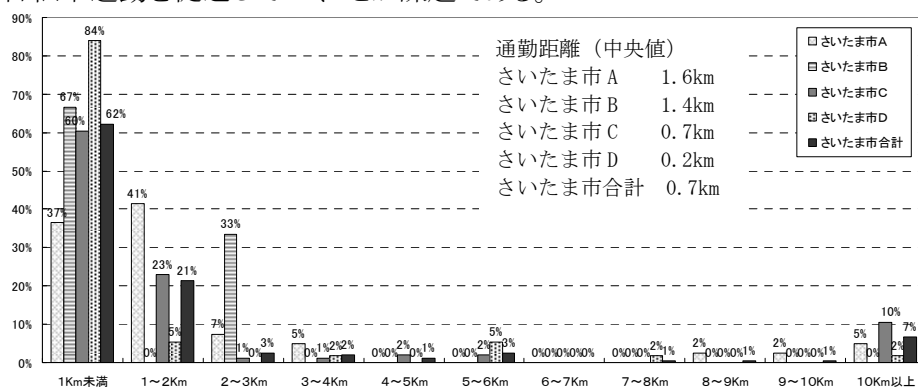 90%
80%
70%
60%
50%
40%
30%
20%
10%
0%
通勤距離（中央値）
さいたま市A 1.6km
さいたま市B 1.4km
さいたま市C 0.7km
さいたま市D 0.2km
さいたま市合計 0.7km
さいたま市A
さいたま市B
さいたま市C
さいたま市D
さいたま市合計
37% 67% 60% 84% 62%
41% 0% 23% 5% 21%
7% 33% 1% 0% 3%
5% 0% 1% 2% 2%
0% 0% 2% 0% 1%
0% 0% 2% 5% 3%
0% 0% 0% 0% 0%
0% 0% 0% 2% 1%
2% 0% 0% 0% 1%
2% 0% 0% 0% 1%
5% 0% 10% 2% 7%
1Km未満 1～2Km 2～3Km 3～4Km 4～5Km 5～6Km 6～7Km 7～8Km 8～9Km 9～10Km 10Km以上